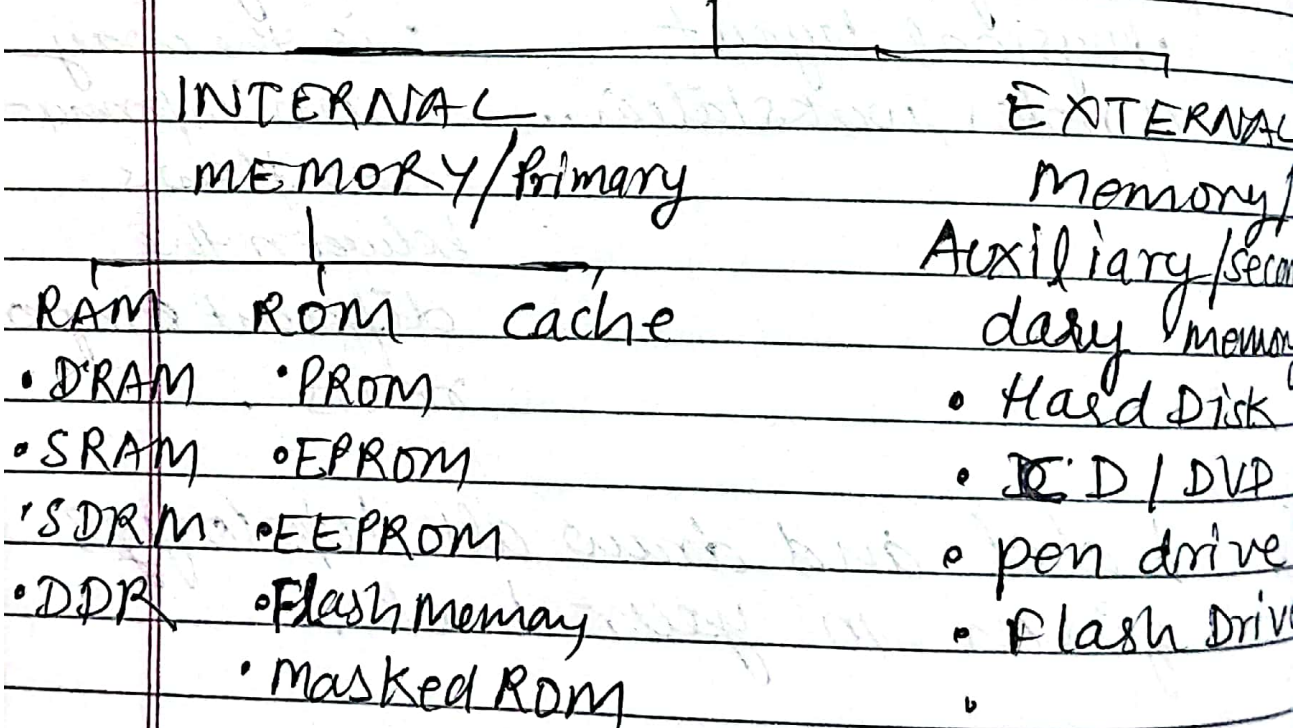 INTERNAL EXTERNAL
MEMORY/Primary Memory/
Auxiliary/secon
RAM ROM cache dary memory
• DRAM • PROM • Hard Disk
• SRAM • EPROM • CD / DVD
• SDRM • EEPROM • pen drive
• DDR • Flash Memay • Flash Drive
• Masked ROM •